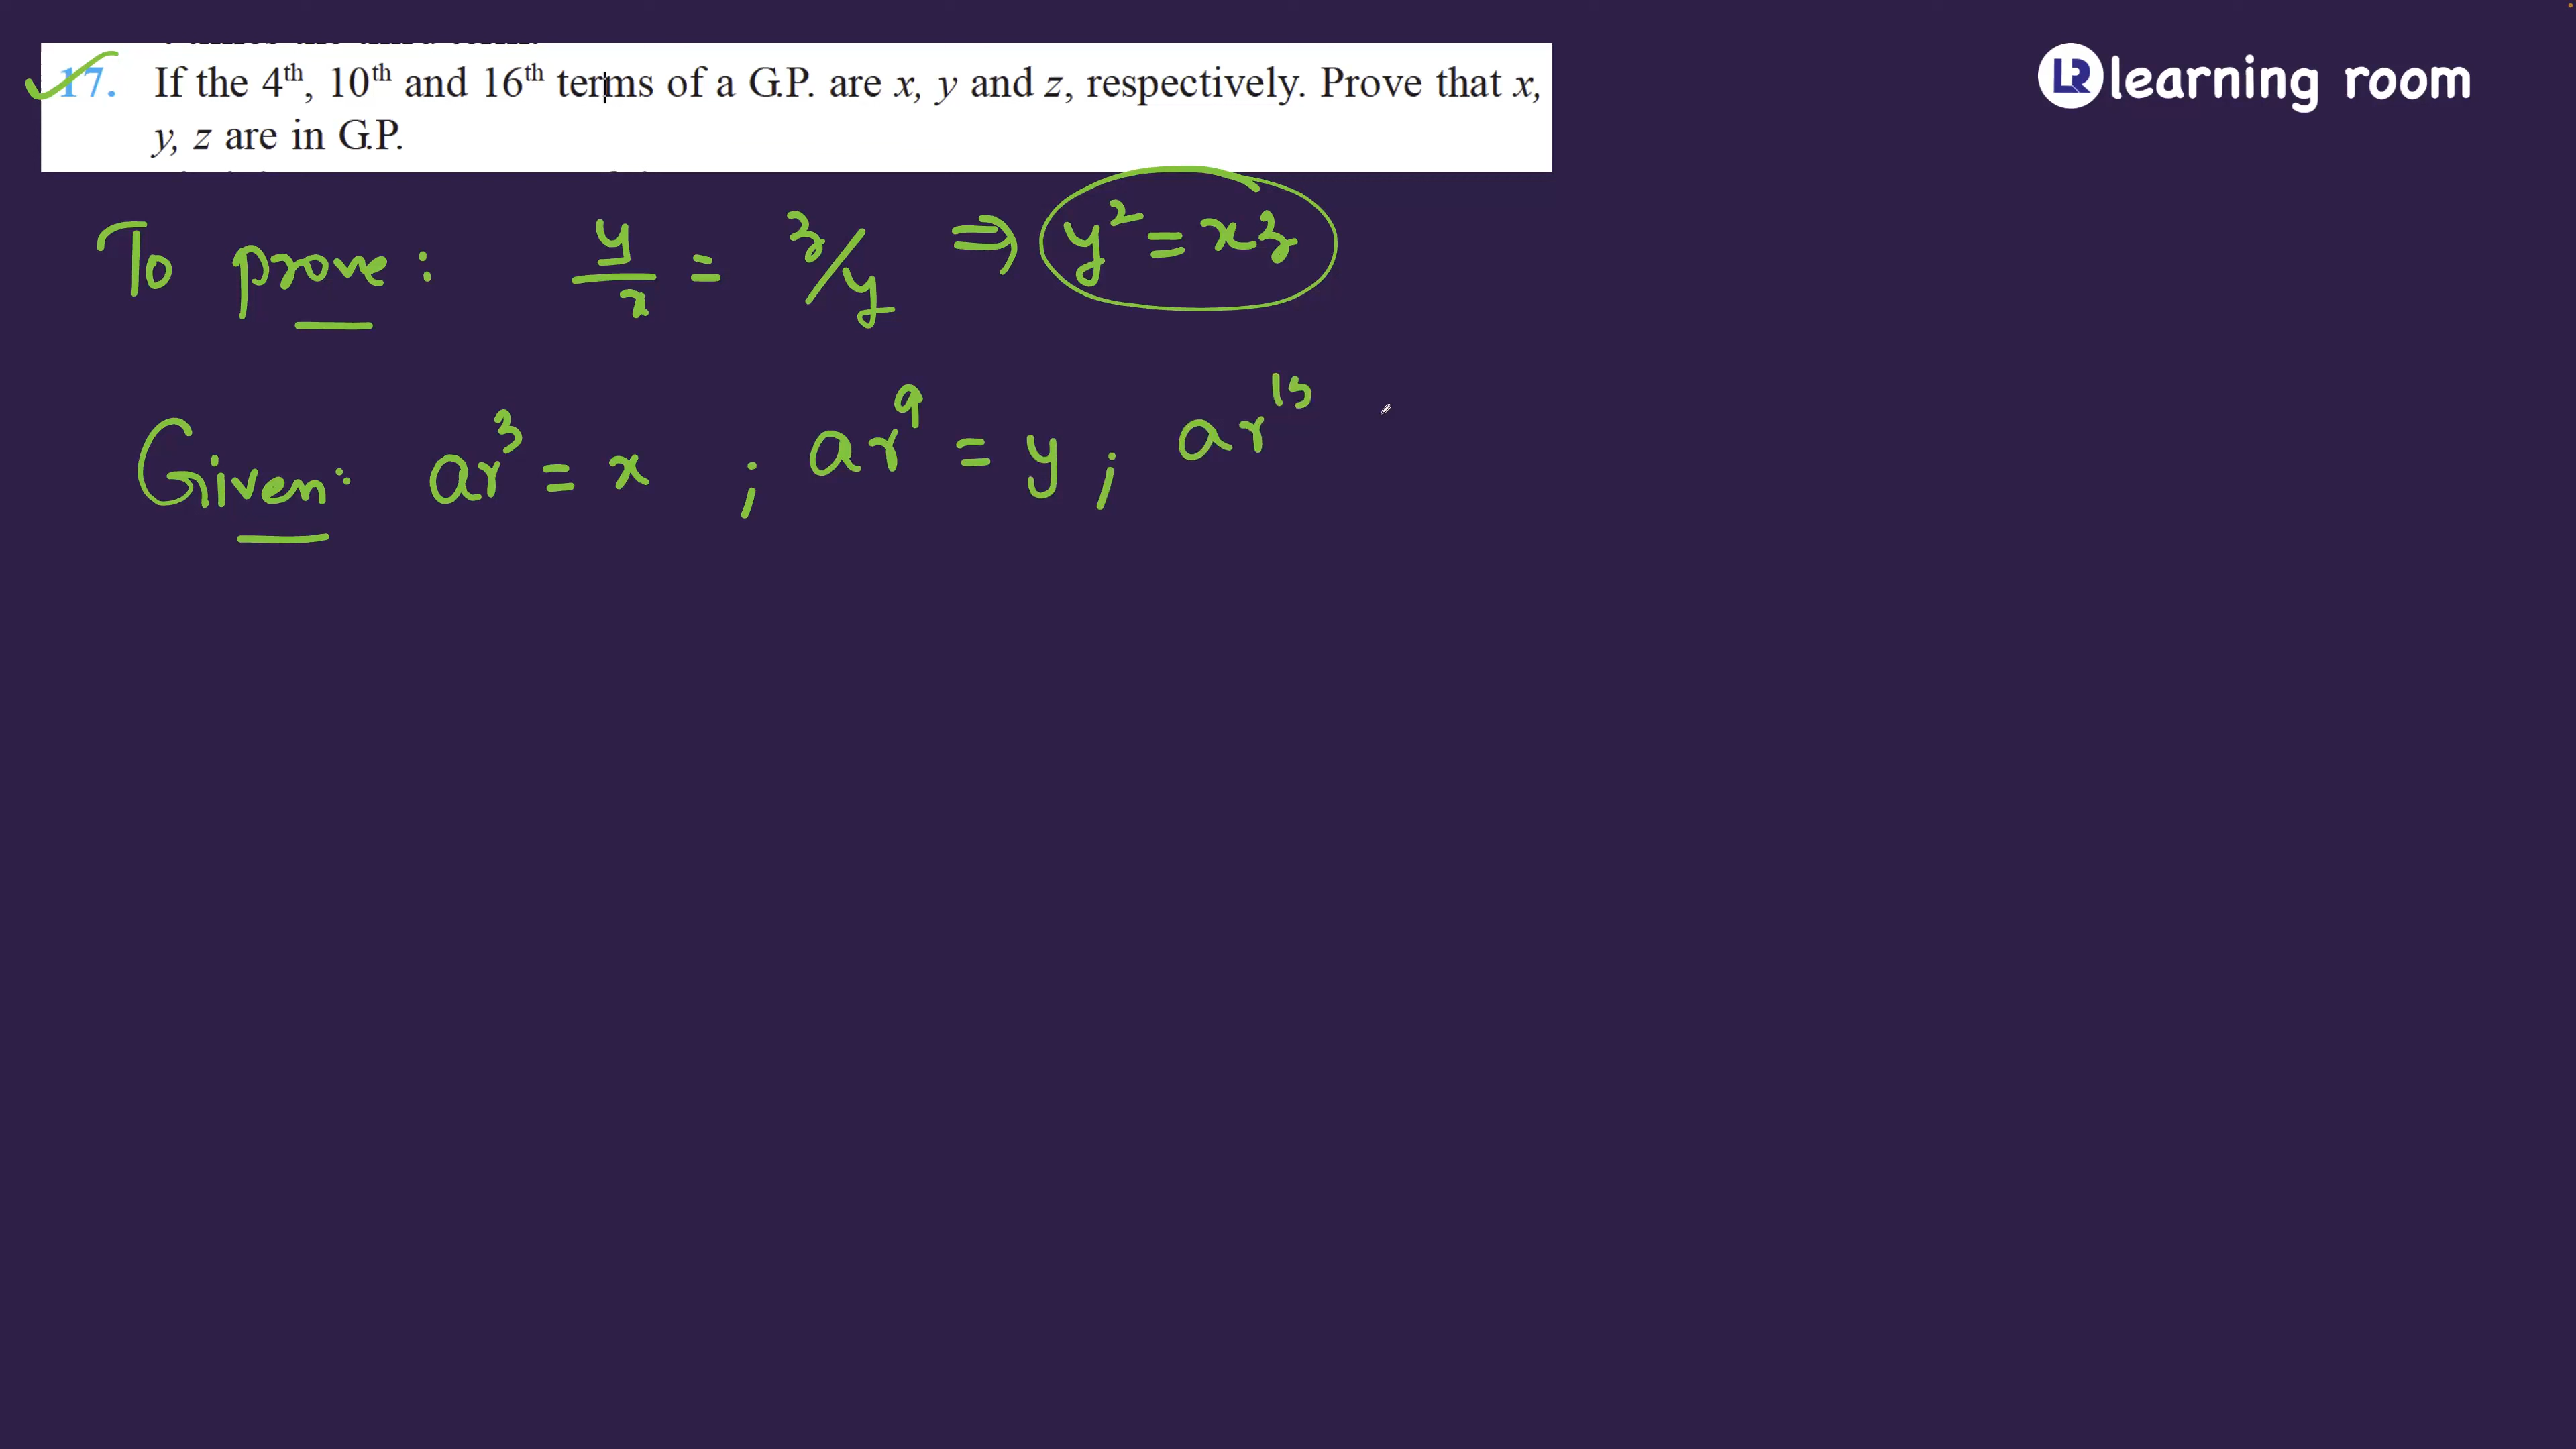 17. If the 4th, 10th and 16th terms of a G.P. are x, y and z, respectively. Prove that x,
y, z are in G.P.
LR learning room
To prove : y/x = z/y ⇒ y² = xz
Given: ar³ = x ; ar⁹ = y ; ar¹⁵